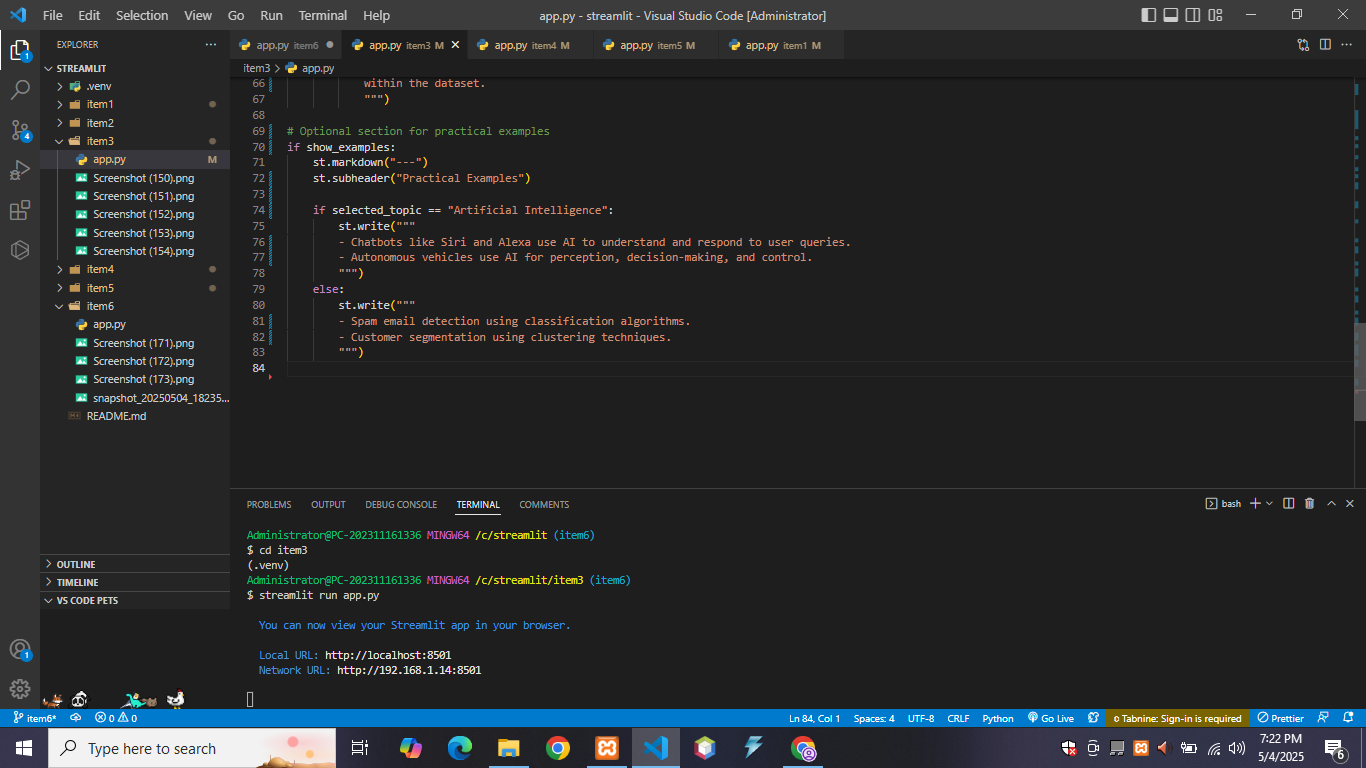 File Edit Selection View Go Run Terminal Help
app.py - streamlit - Visual Studio Code [Administrator]
EXPLORER
STREAMLIT
.venv
item1
item2
item3
app.py M
Screenshot (150).png
Screenshot (151).png
Screenshot (152).png
Screenshot (153).png
Screenshot (154).png
item4
item5
item6
app.py
Screenshot (171).png
Screenshot (172).png
Screenshot (173).png
snapshot_20250504_18235...
README.md
OUTLINE
TIMELINE
VS CODE PETS
app.py item6
app.py item3 M
app.py item4 M
app.py item5 M
app.py item1 M
item3 > app.py
66 within the dataset.
67 """)
68
69 # Optional section for practical examples
70 if show_examples:
71 st.markdown("---")
72 st.subheader("Practical Examples")
73
74 if selected_topic == "Artificial Intelligence":
75 st.write("""
76 - Chatbots like Siri and Alexa use AI to understand and respond to user queries.
77 - Autonomous vehicles use AI for perception, decision-making, and control.
78 """)
79 else:
80 st.write("""
81 - Spam email detection using classification algorithms.
82 - Customer segmentation using clustering techniques.
83 """)
84
PROBLEMS OUTPUT DEBUG CONSOLE TERMINAL COMMENTS
bash
Administrator@PC-202311161336 MINGW64 /c/streamlit (item6)
$ cd item3
(.venv)
Administrator@PC-202311161336 MINGW64 /c/streamlit/item3 (item6)
$ streamlit run app.py
You can now view your Streamlit app in your browser.
Local URL: http://localhost:8501
Network URL: http://192.168.1.14:8501
1
4
1
item6* 0 0 Ln 84, Col 1 Spaces: 4 UTF-8 CRLF Python Go Live Tabnine: Sign-in is required Prettier
Type here to search
7:22 PM
5/4/2025
6